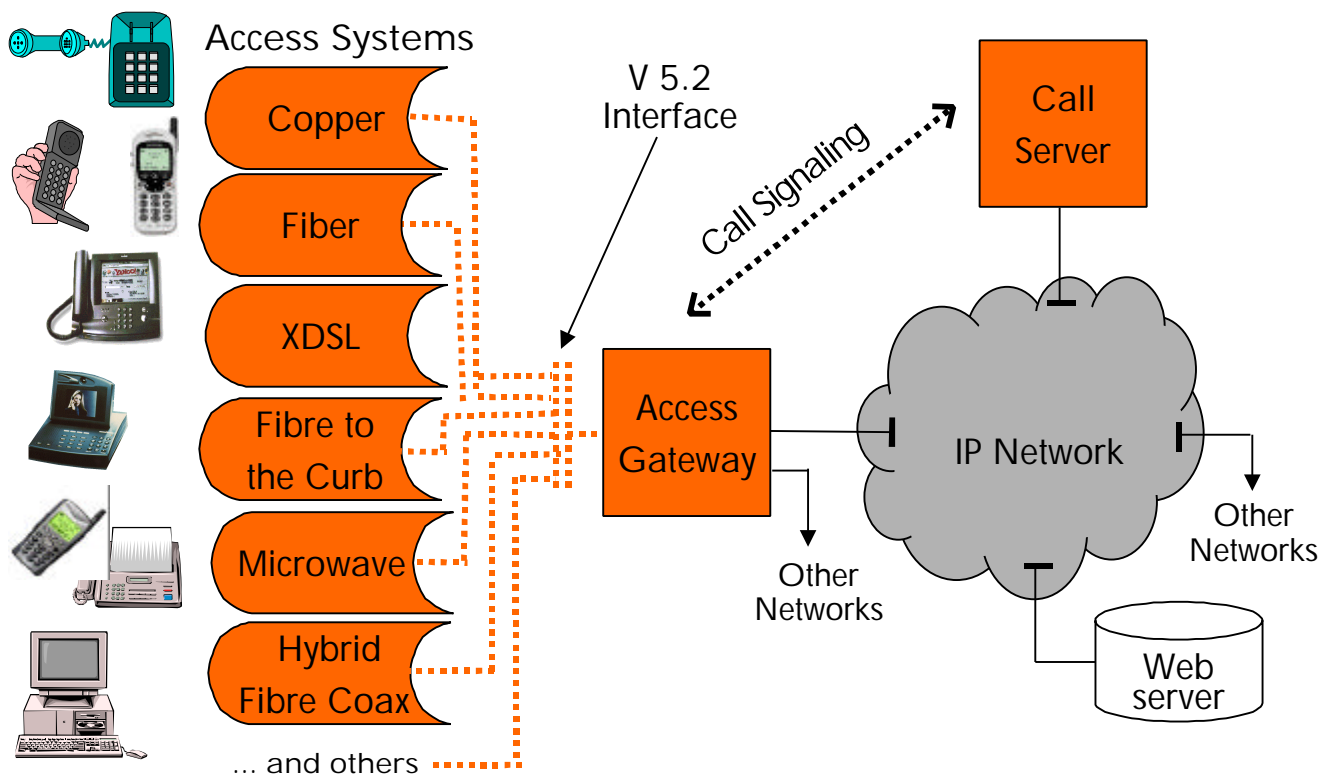 Access Systems
Copper
Fiber
XDSL
Fibre to
the Curb
Microwave
Hybrid
Fibre Coax
... and others
V 5.2
Interface
Call Signaling
Call
Server
Access
Gateway
IP Network
Other
Networks
Other
Networks
Web
server